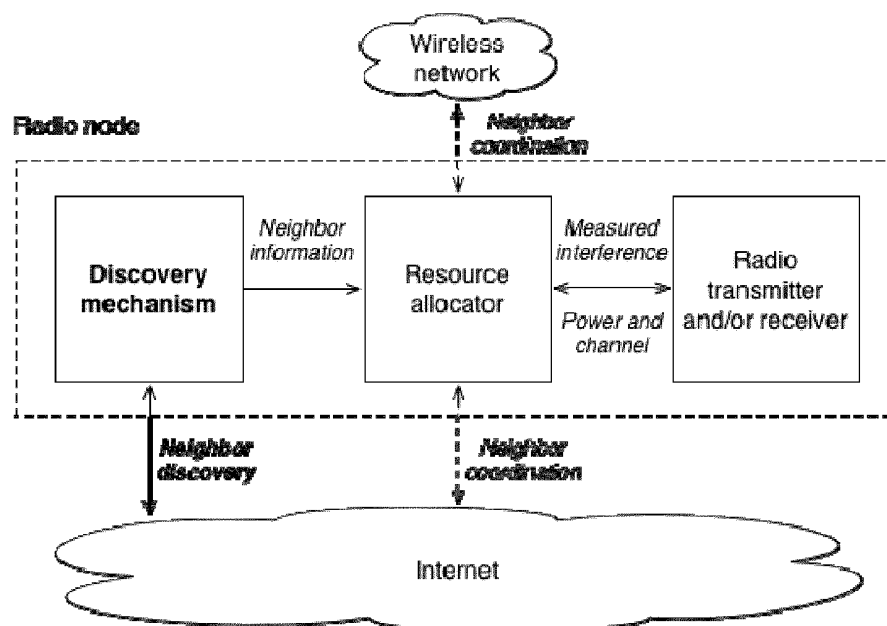 Wireless
network
Radio node
Neighbor
coordination
Neighbor
information
Measured
interference
Discovery
mechanism
Resource
allocator
Radio
transmitter
and/or receiver
Power and
channel
Neighbor
discovery
Neighbor
coordination
Internet